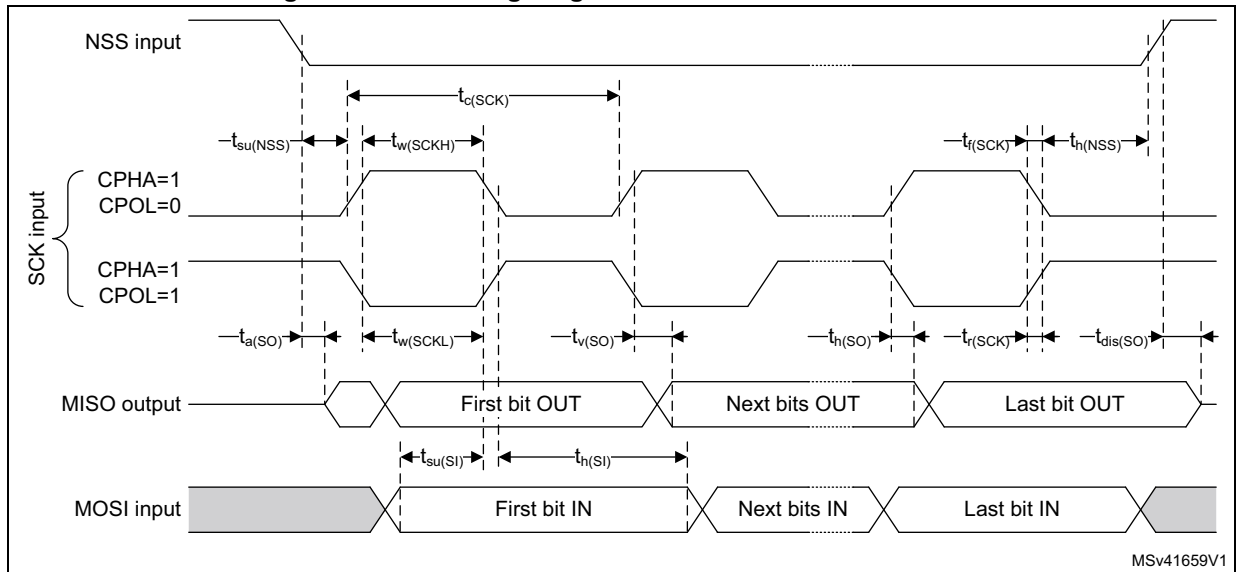 NSS input
tc(SCK)
tsu(NSS)
tw(SCKH)
tf(SCK)
th(NSS)
SCK input
CPHA=1
CPOL=0
CPHA=1
CPOL=1
ta(SO)
tw(SCKL)
tv(SO)
th(SO)
tr(SCK)
tdis(SO)
MISO output
First bit OUT
Next bits OUT
Last bit OUT
tsu(SI)
th(SI)
MOSI input
First bit IN
Next bits IN
Last bit IN
MSv41659V1